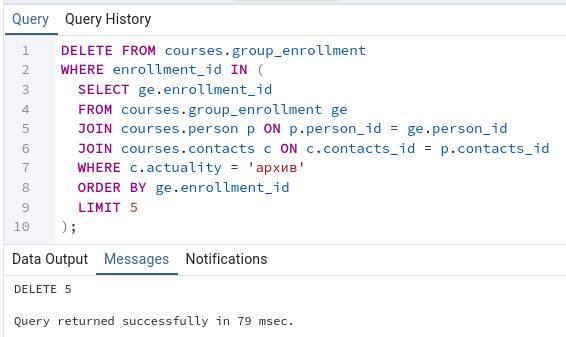 Query Query History
1 DELETE FROM courses.group_enrollment
2 WHERE enrollment_id IN (
3 SELECT ge.enrollment_id
4 FROM courses.group_enrollment ge
5 JOIN courses.person p ON p.person_id = ge.person_id
6 JOIN courses.contacts c ON c.contacts_id = p.contacts_id
7 WHERE c.actuality = 'архив'
8 ORDER BY ge.enrollment_id
9 LIMIT 5
10 );
Data Output Messages Notifications
DELETE 5
Query returned successfully in 79 msec.